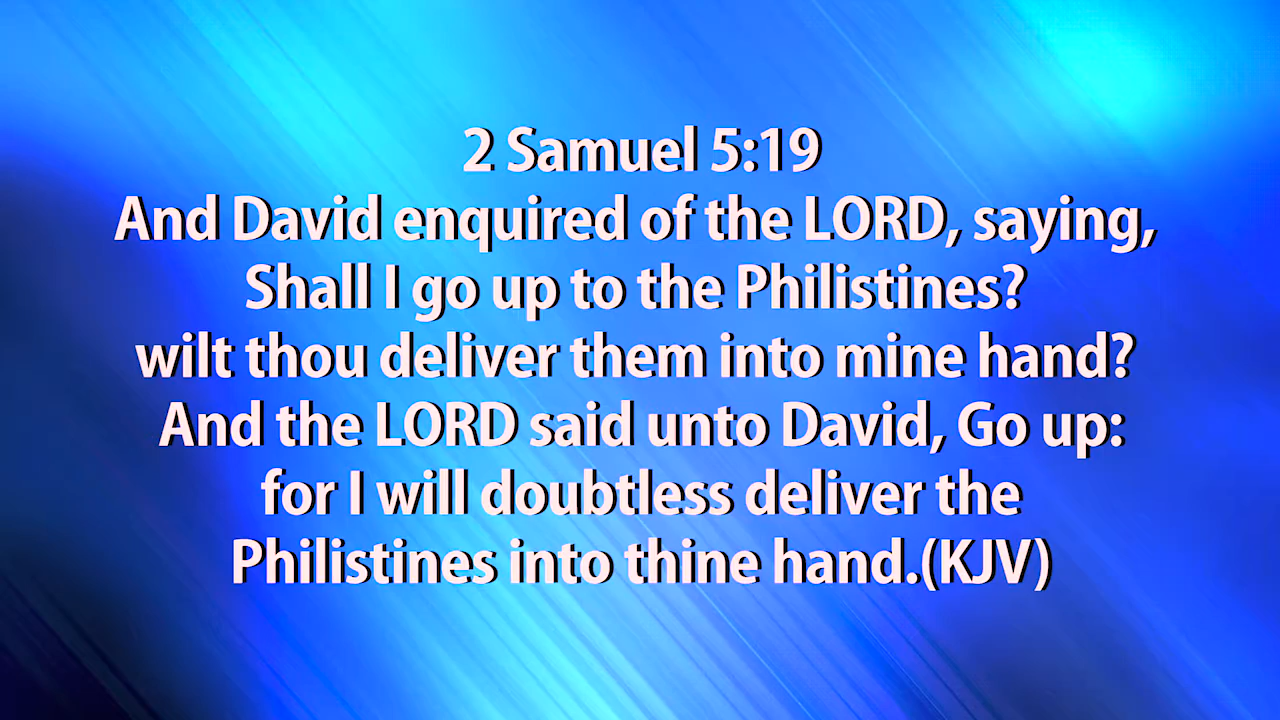 2 Samuel 5:19
And David enquired of the LORD, saying,
Shall I go up to the Philistines?
wilt thou deliver them into mine hand?
And the LORD said unto David, Go up:
for I will doubtless deliver the
Philistines into thine hand.(KJV)